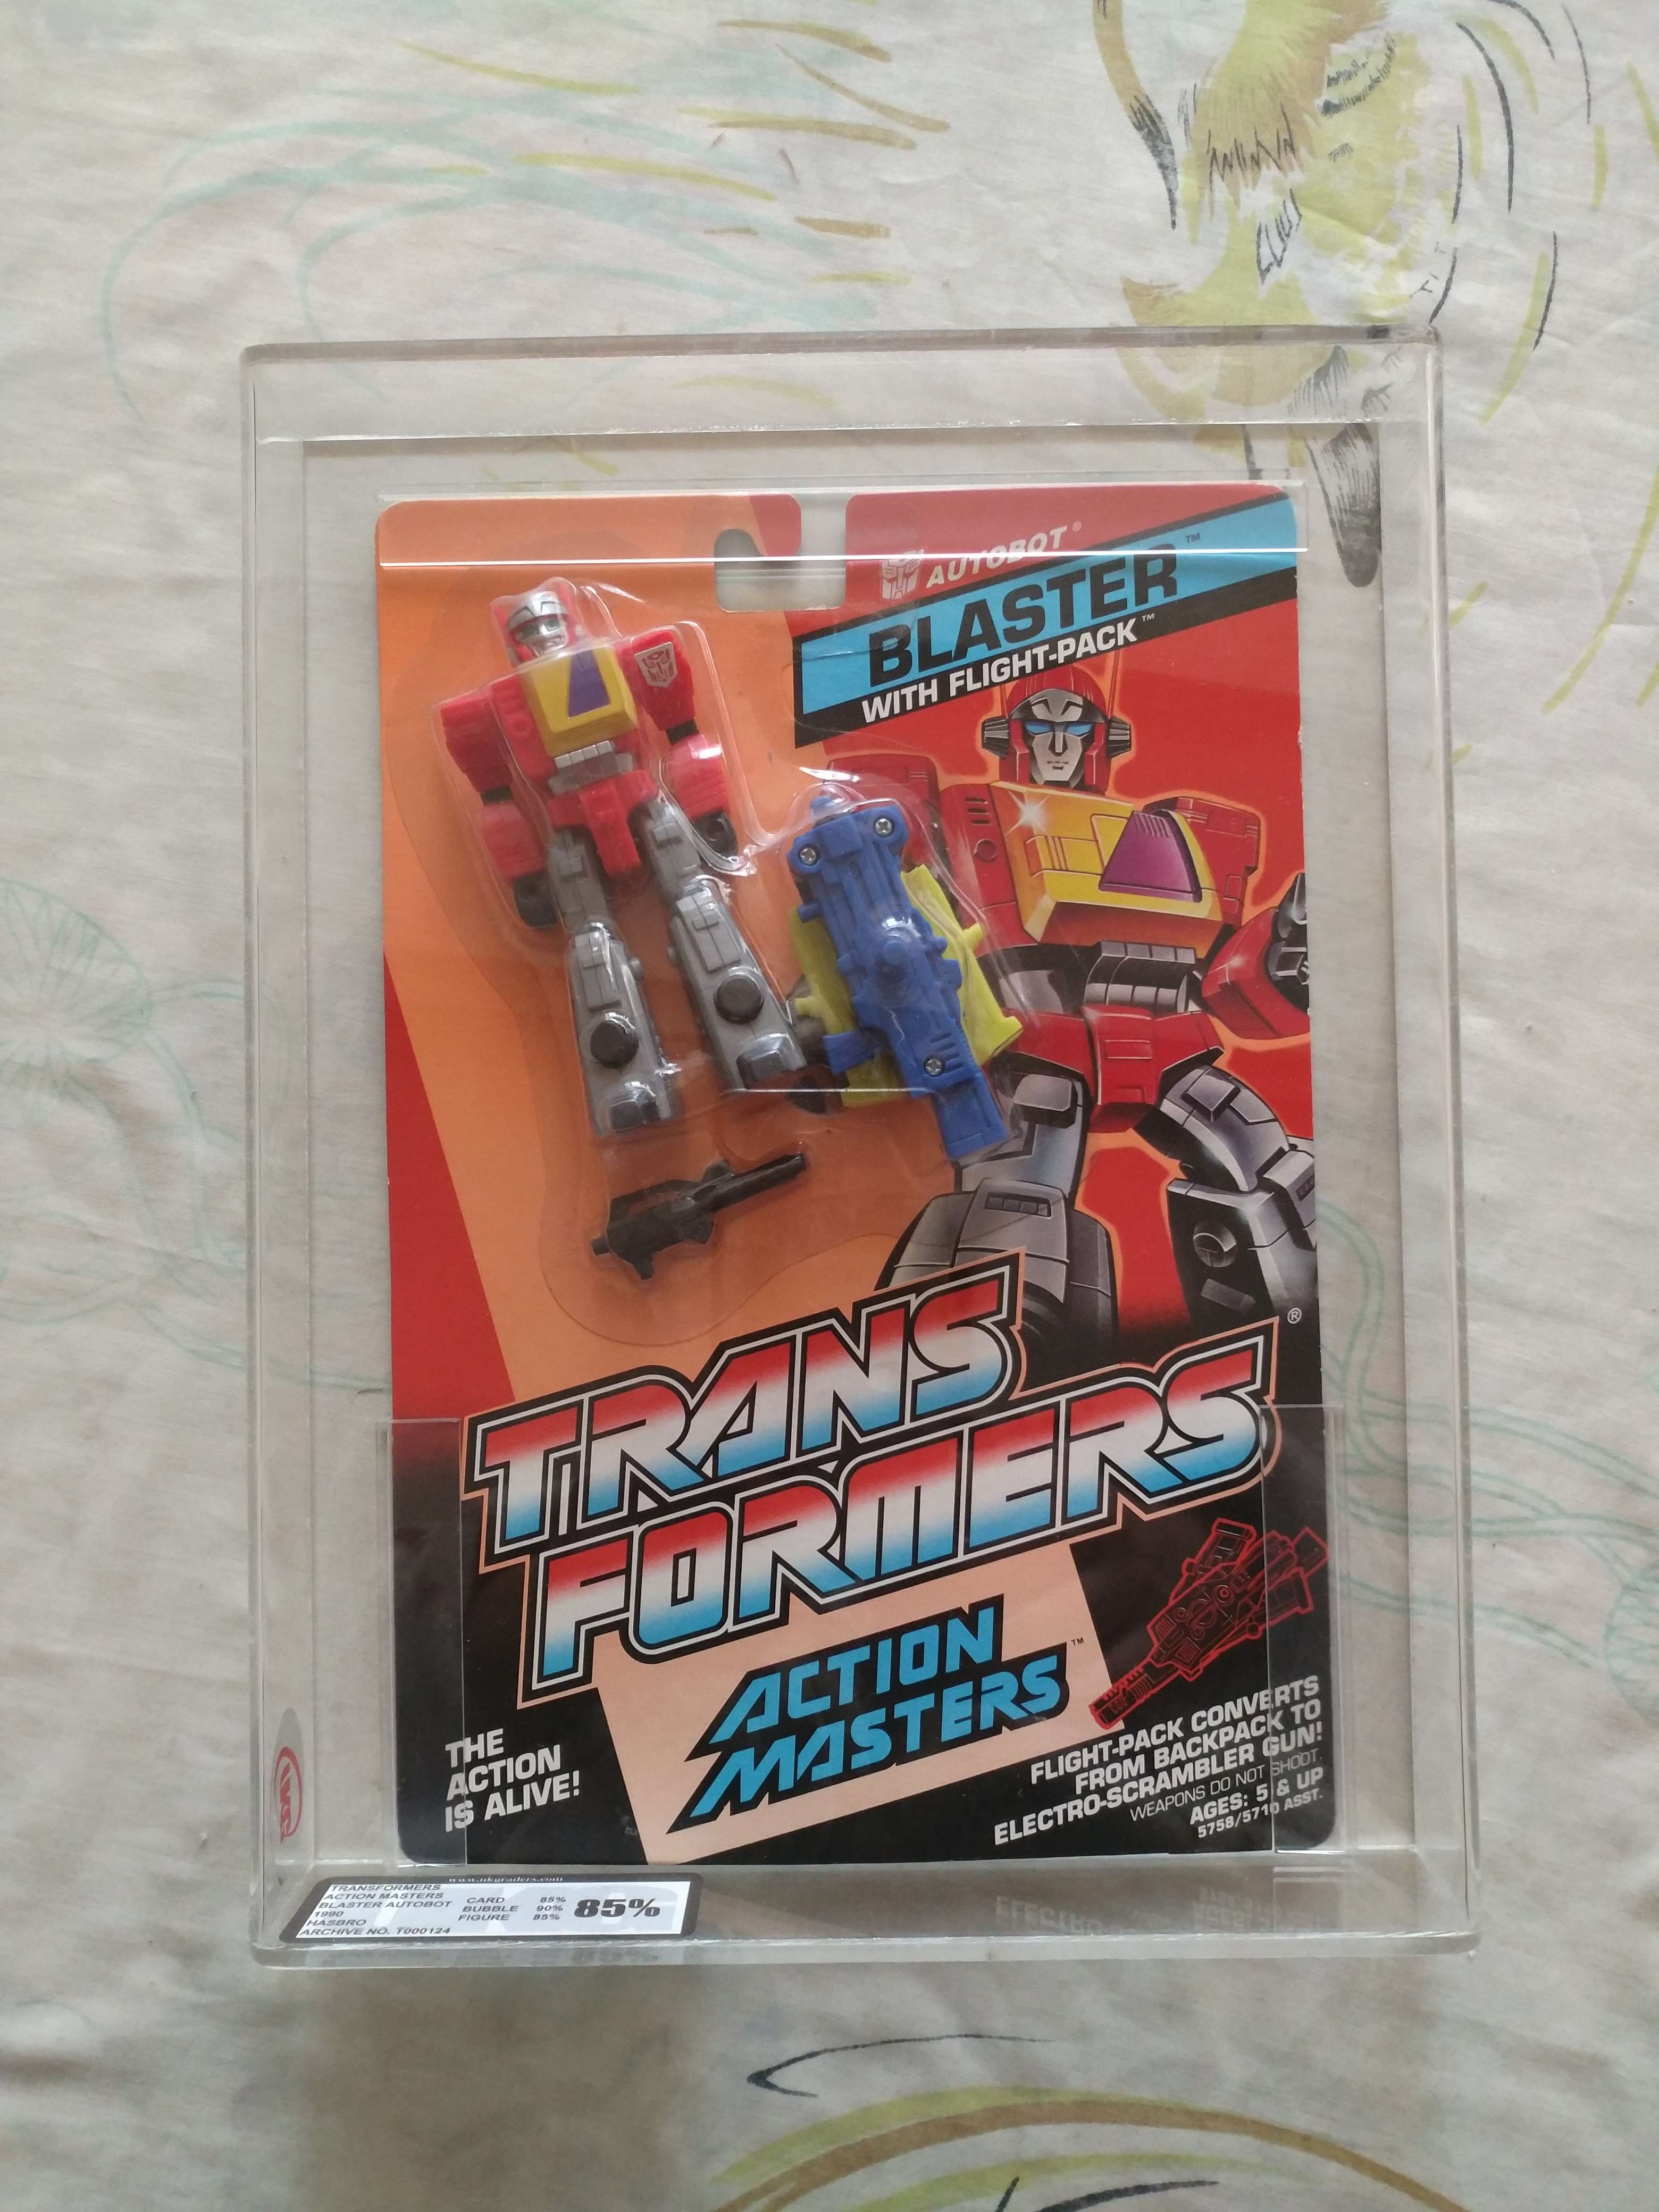 AUTOBOT®
BLASTER™
WITH FLIGHT-PACK™
TRANS
FORMERS®
ACTION
MASTERS™
THE
ACTION
IS ALIVE!
FLIGHT-PACK CONVERTS
FROM BACKPACK TO
ELECTRO-SCRAMBLER GUN!
WEAPONS DO NOT SHOOT.
AGES: 5 & UP
5758/5710 ASST.
UKG
www.ukgraders.com
TRANSFORMERS
ACTION MASTERS
BLASTER AUTOBOT
1990
HASBRO
ARCHIVE NO. T000124
CARD 85%
BUBBLE 90%
FIGURE 85%
85%